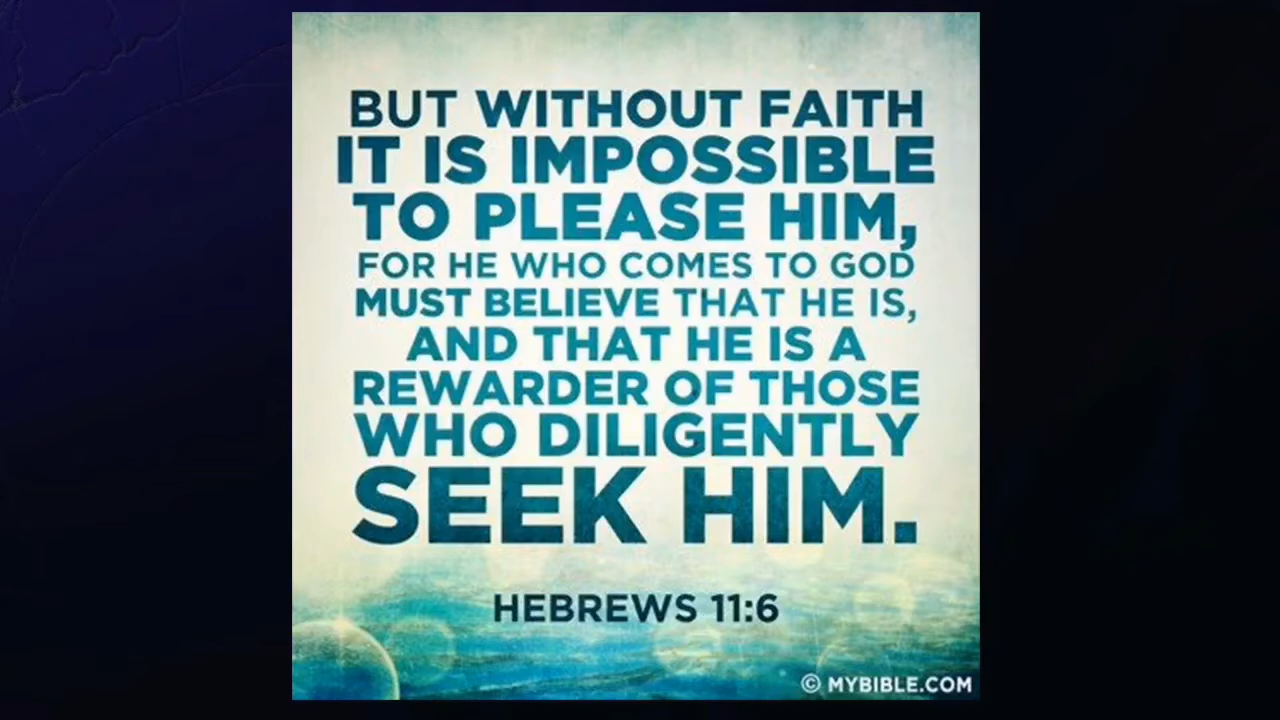 BUT WITHOUT FAITH
IT IS IMPOSSIBLE
TO PLEASE HIM,
FOR HE WHO COMES TO GOD
MUST BELIEVE THAT HE IS,
AND THAT HE IS A
REWARDER OF THOSE
WHO DILIGENTLY
SEEK HIM.
HEBREWS 11:6
© MYBIBLE.COM